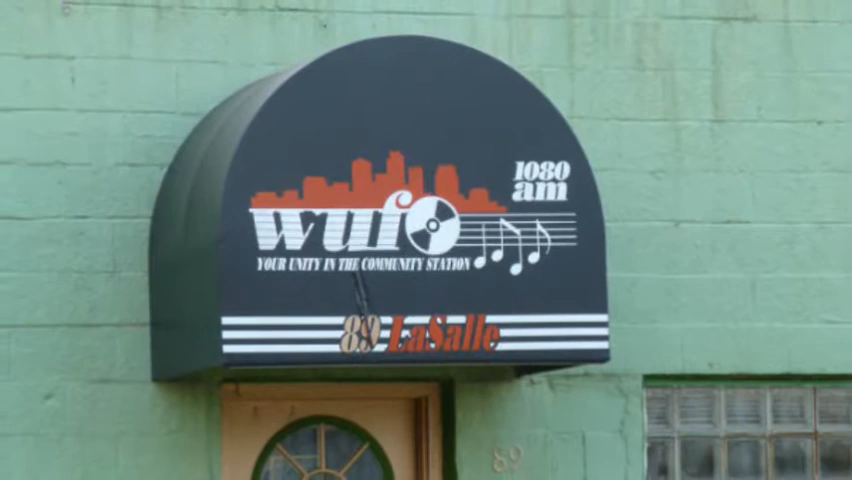 1080
am
wufo
YOUR UNITY IN THE COMMUNITY STATION
89 LaSalle
89